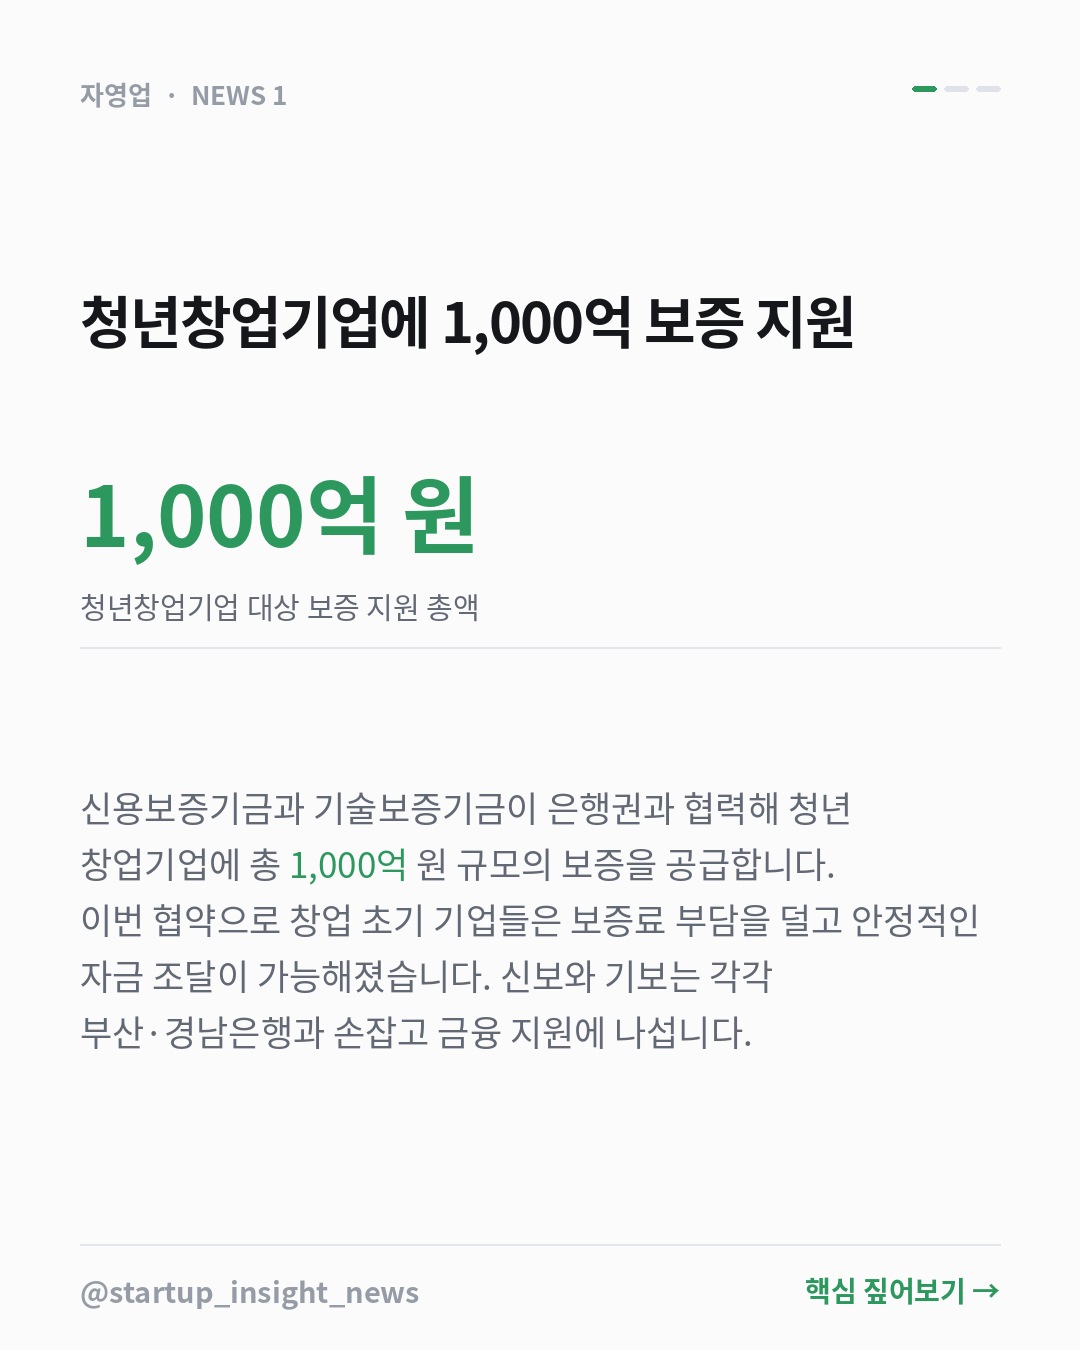 자영업 · NEWS 1
청년창업기업에 1,000억 보증 지원
1,000억 원
청년창업기업 대상 보증 지원 총액
신용보증기금과 기술보증기금이 은행권과 협력해 청년
창업기업에 총 1,000억 원 규모의 보증을 공급합니다.
이번 협약으로 창업 초기 기업들은 보증료 부담을 덜고 안정적인
자금 조달이 가능해졌습니다. 신보와 기보는 각각
부산·경남은행과 손잡고 금융 지원에 나섭니다.
@startup_insight_news
핵심 짚어보기 →